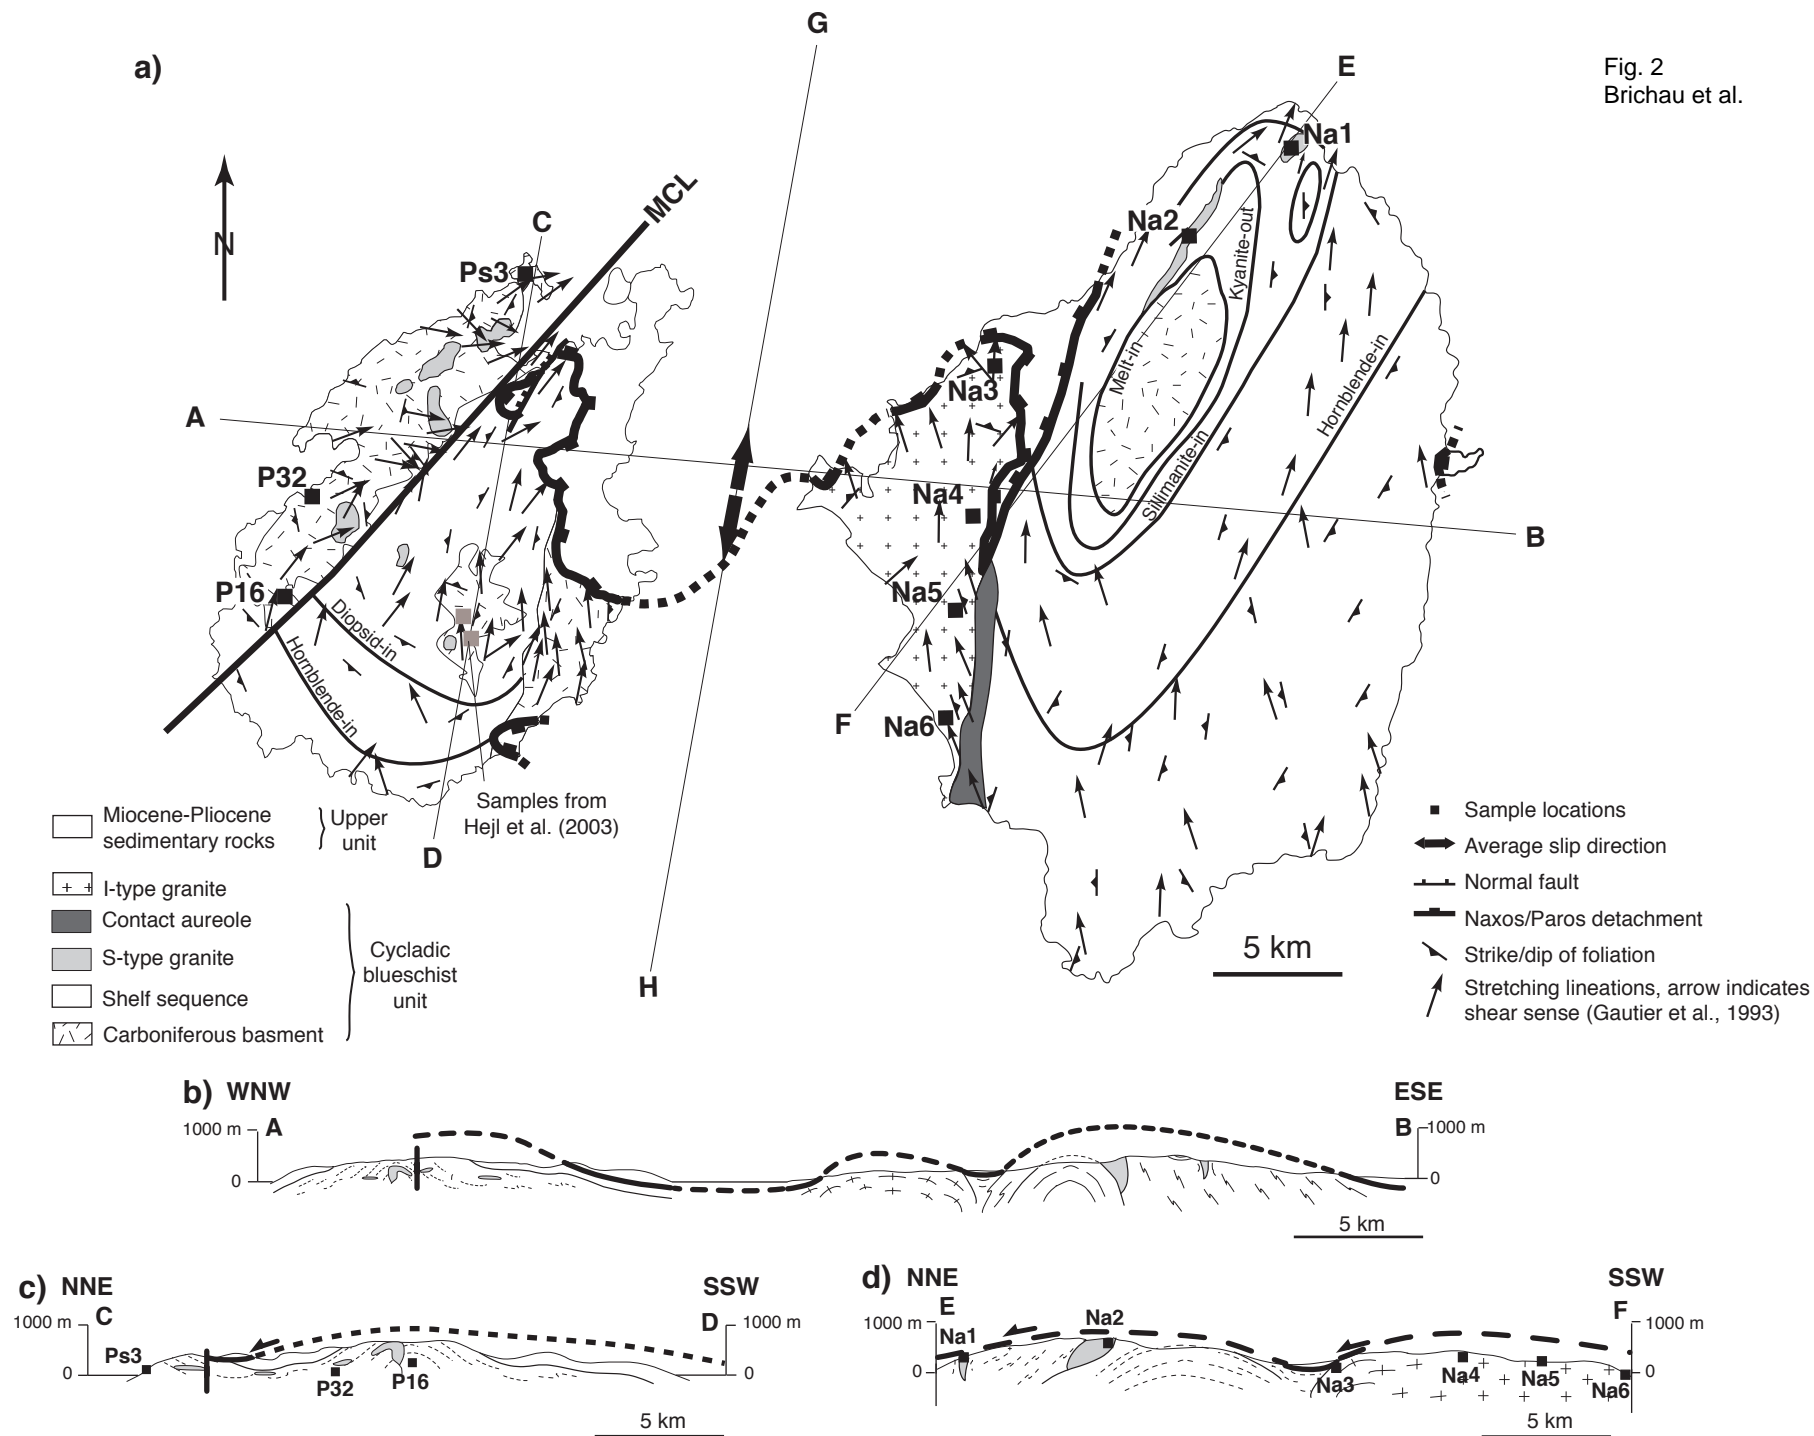 a)
G
E
Fig. 2
Brichau et al.
N
C
MCL
Ps3
Na1
Na2
Kyanite-out
Melt-in
Sillimanite-in
Hornblende-in
A
P32
Na3
Na4
B
P16
Na5
Diopsid-in
Hornblende-in
F
Na6
Samples from
Hejl et al. (2003)
D
H
Miocene-Pliocene
sedimentary rocks
Upper
unit
I-type granite
Contact aureole
S-type granite
Shelf sequence
Carboniferous basment
Cycladic
blueschist
unit
5 km
Sample locations
Average slip direction
Normal fault
Naxos/Paros detachment
Strike/dip of foliation
Stretching lineations, arrow indicates
shear sense (Gautier et al., 1993)
b) WNW
ESE
1000 m
A
B
1000 m
0
0
5 km
c) NNE
SSW
C
D
1000 m
1000 m
Ps3
0
0
P32
P16
5 km
d) NNE
SSW
E
F
1000 m
1000 m
Na1
Na2
0
0
Na3
Na4
Na5
Na6
5 km